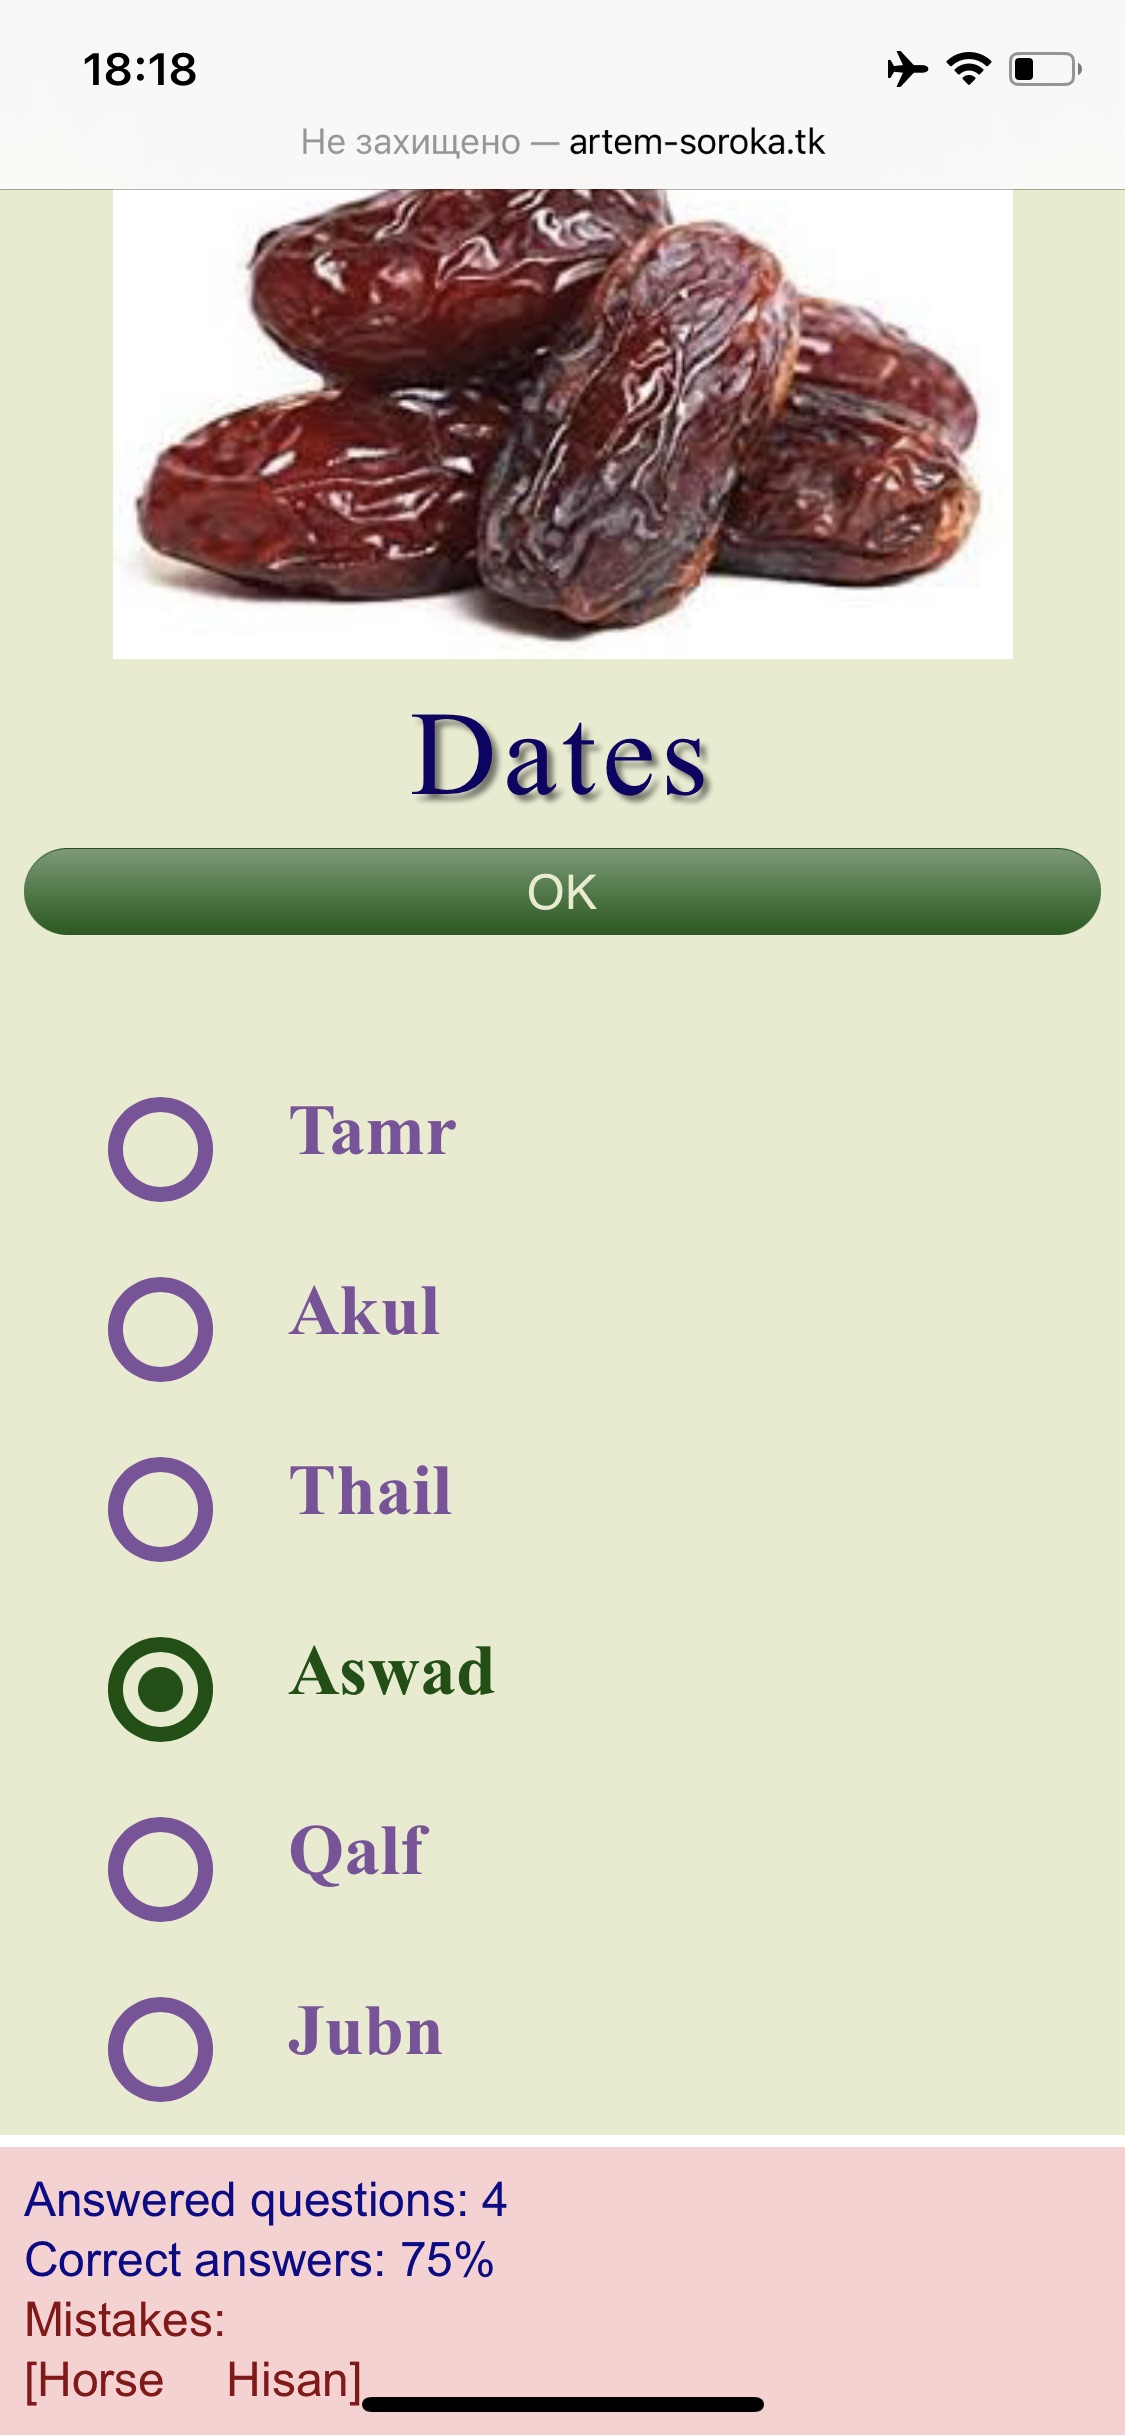 18:18
Не захищено — artem-soroka.tk
Dates
OK
Tamr
Akul
Thail
Aswad
Qalf
Jubn
Answered questions: 4
Correct answers: 75%
Mistakes:
[Horse Hisan]